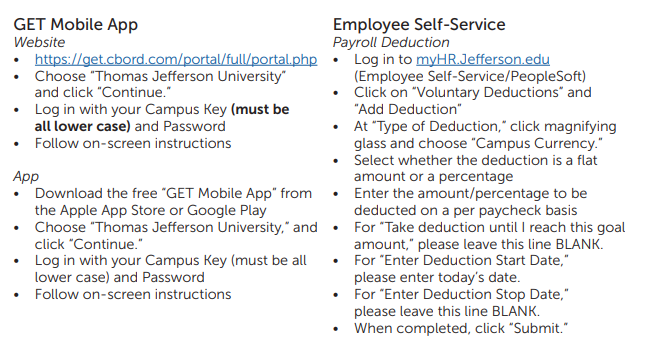 GET Mobile App
Website
• https://get.cbord.com/portal/full/portal.php
• Choose “Thomas Jefferson University”
and click “Continue.”
• Log in with your Campus Key (must be
all lower case) and Password
• Follow on-screen instructions
App
• Download the free “GET Mobile App” from
the Apple App Store or Google Play
• Choose “Thomas Jefferson University,” and
click “Continue.”
• Log in with your Campus Key (must be all
lower case) and Password
• Follow on-screen instructions
Employee Self-Service
Payroll Deduction
• Log in to myHR.Jefferson.edu
(Employee Self-Service/PeopleSoft)
• Click on “Voluntary Deductions” and
“Add Deduction”
• At “Type of Deduction,” click magnifying
glass and choose “Campus Currency.”
• Select whether the deduction is a flat
amount or a percentage
• Enter the amount/percentage to be
deducted on a per paycheck basis
• For “Take deduction until I reach this goal
amount,” please leave this line BLANK.
• For “Enter Deduction Start Date,”
please enter today’s date.
• For “Enter Deduction Stop Date,”
please leave this line BLANK.
• When completed, click “Submit.”